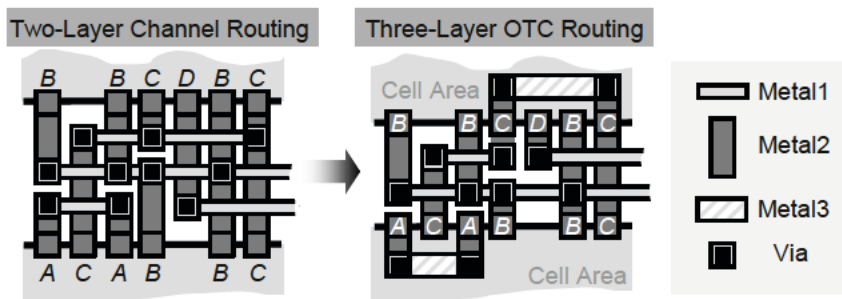 Two-Layer Channel Routing
B B C D B C
A C A B B C
Three-Layer OTC Routing
Cell Area
B B C D B C
A C A B B C
Cell Area
Metal1
Metal2
Metal3
Via